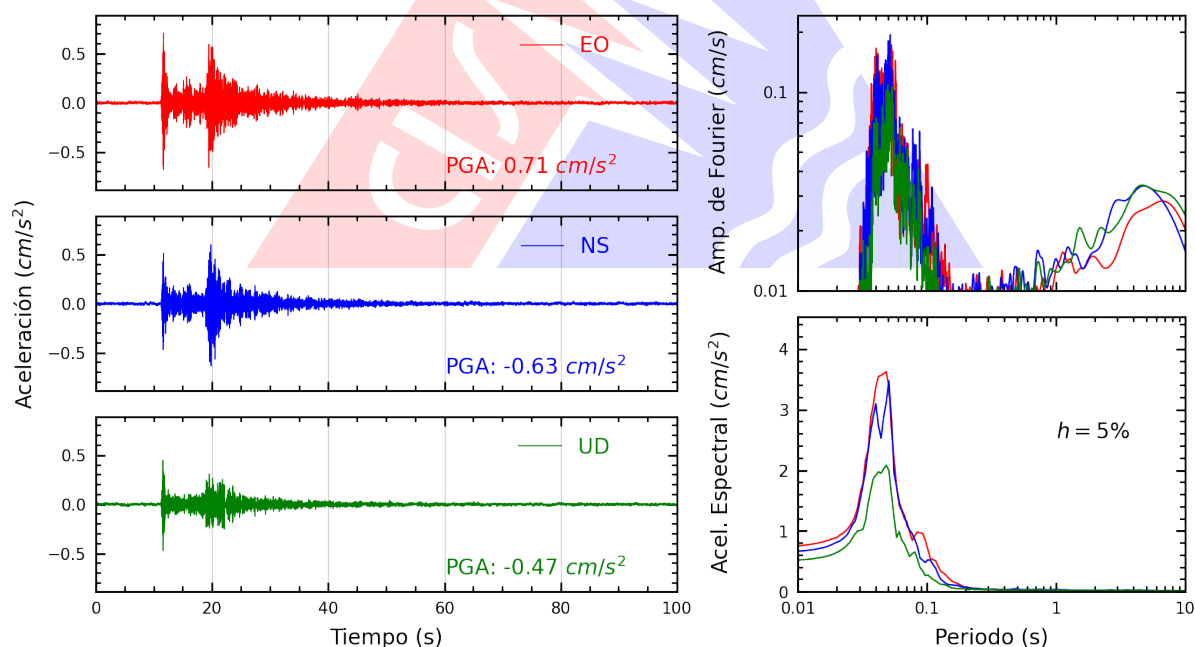 Aceleración (cm/s²)
0.5
0.0
−0.5
EO
PGA: 0.71 cm/s²
0.5
0.0
−0.5
NS
PGA: -0.63 cm/s²
0.5
0.0
−0.5
UD
PGA: -0.47 cm/s²
0 20 40 60 80 100
Tiempo (s)
Amp. de Fourier (cm/s)
0.1
0.01
Acel. Espectral (cm/s²)
4
3
2
1
0
h = 5%
0.01 0.1 1 10
Periodo (s)
CIS